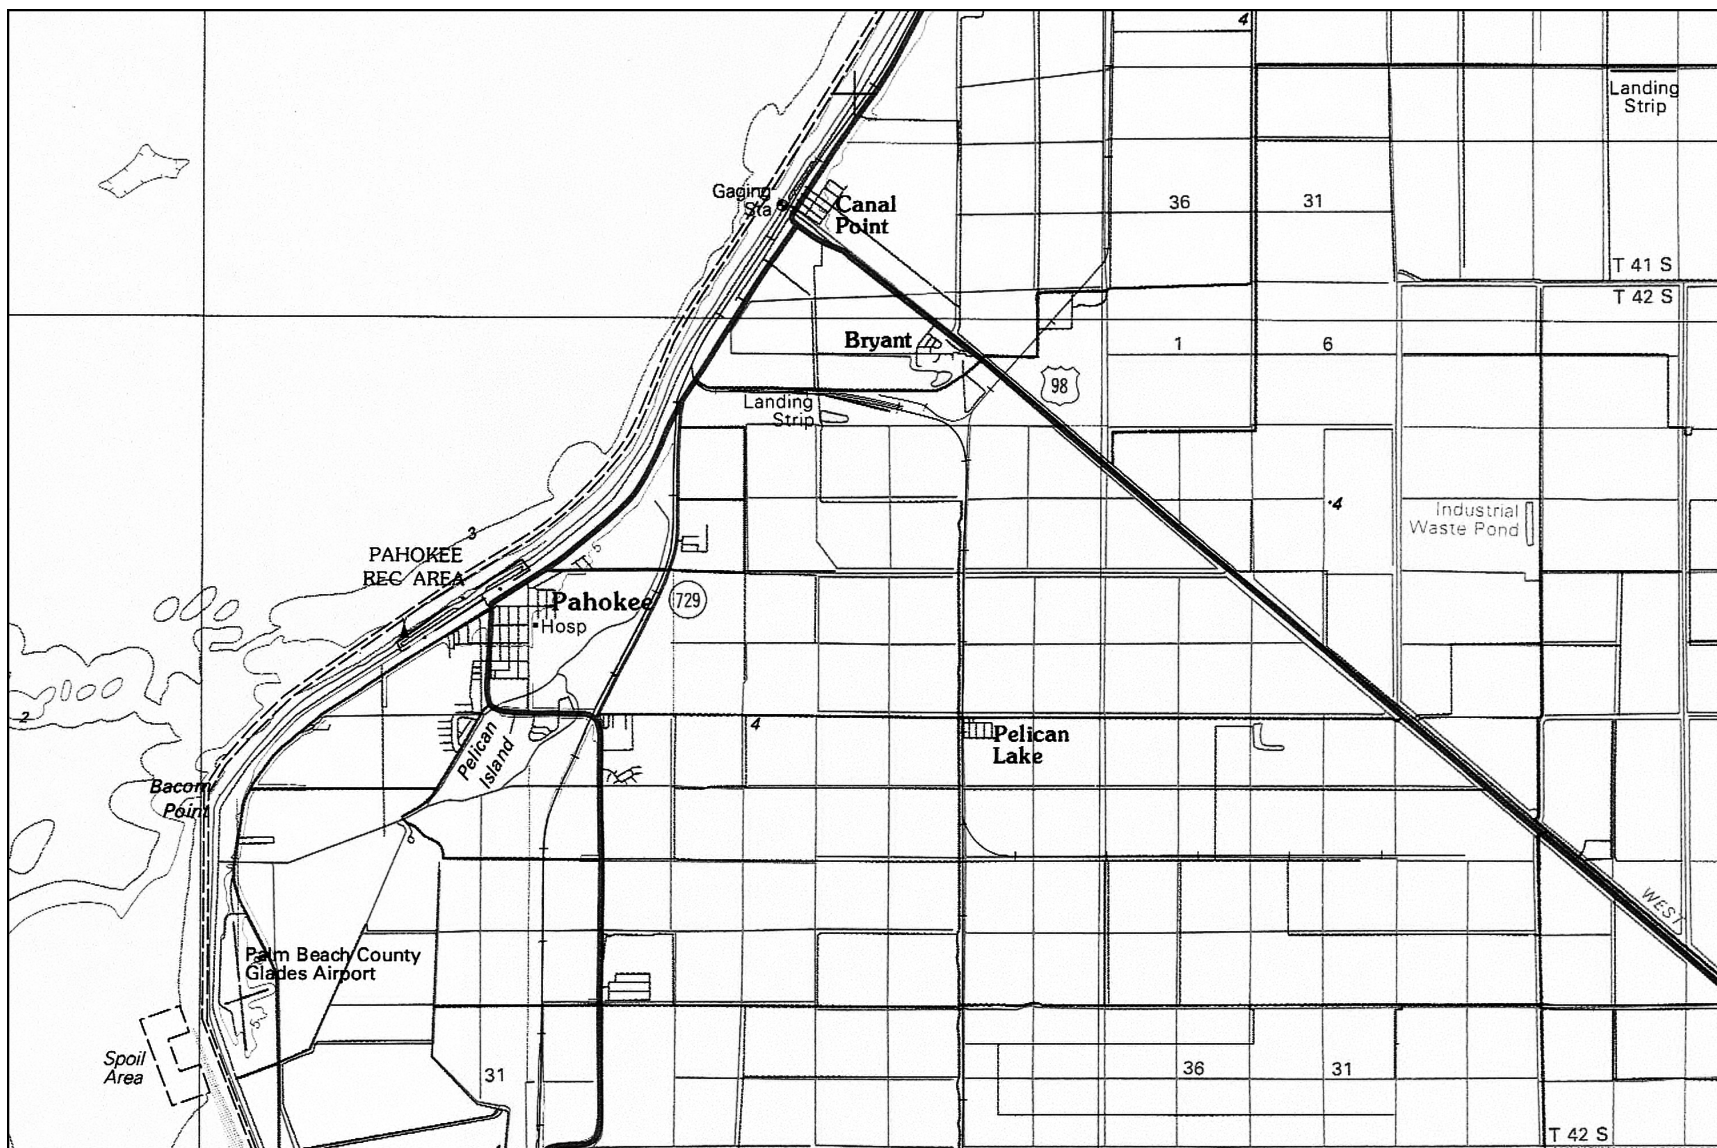 4
Landing
Strip
Gaging
Sta
Canal
Point
36
31
T 41 S
T 42 S
Bryant
1
6
98
Landing
Strip
4
Industrial
Waste Pond
3
PAHOKEE
REC AREA
5
Pahokee
729
Hosp
2
4
Pelican
Island
Pelican
Lake
Bacom
Point
WEST
Palm Beach County
Glades Airport
Spoil
Area
31
36
31
T 42 S